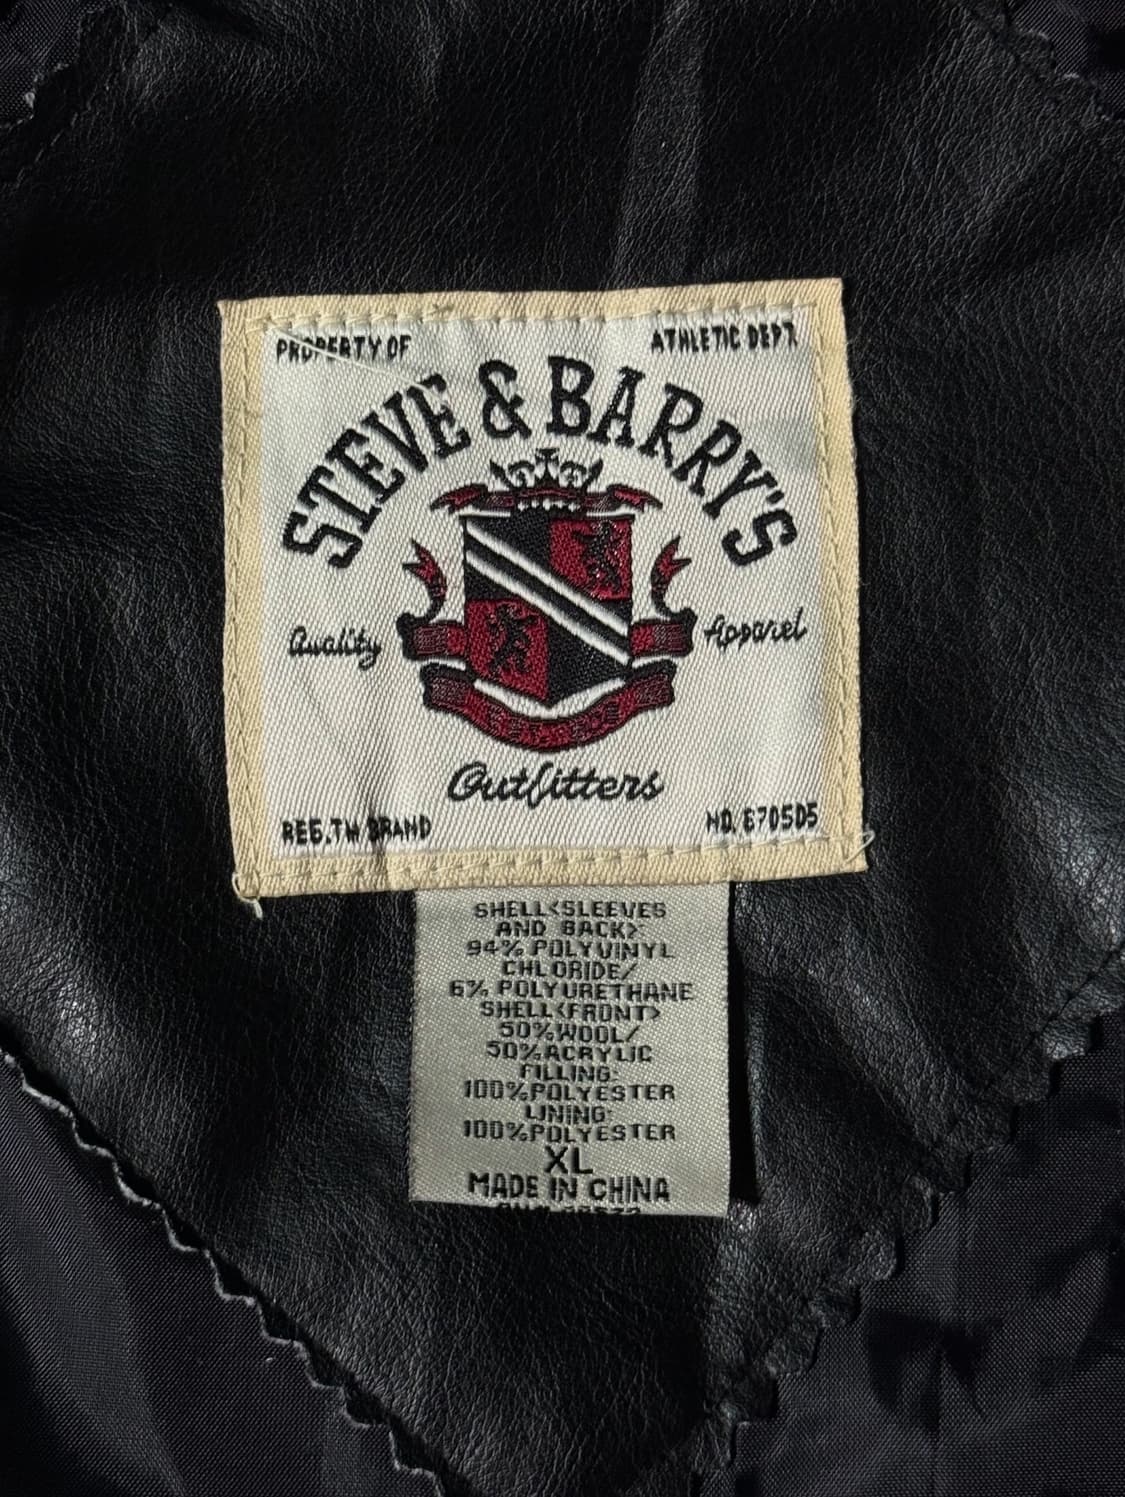 PROPERTY OF ATHLETIC DEPT.
STEVE & BARRY'S
Quality Apparel
Outfitters
REG.TM BRAND NO. 670505
SHELL<SLEEVES
AND BACK>:
94% POLYVINYL
CHLORIDE/
6% POLYURETHANE
SHELL<FRONT>
50%WOOL/
50%ACRYLIC
FILLING:
100%POLYESTER
LINING:
100%POLYESTER
XL
MADE IN CHINA